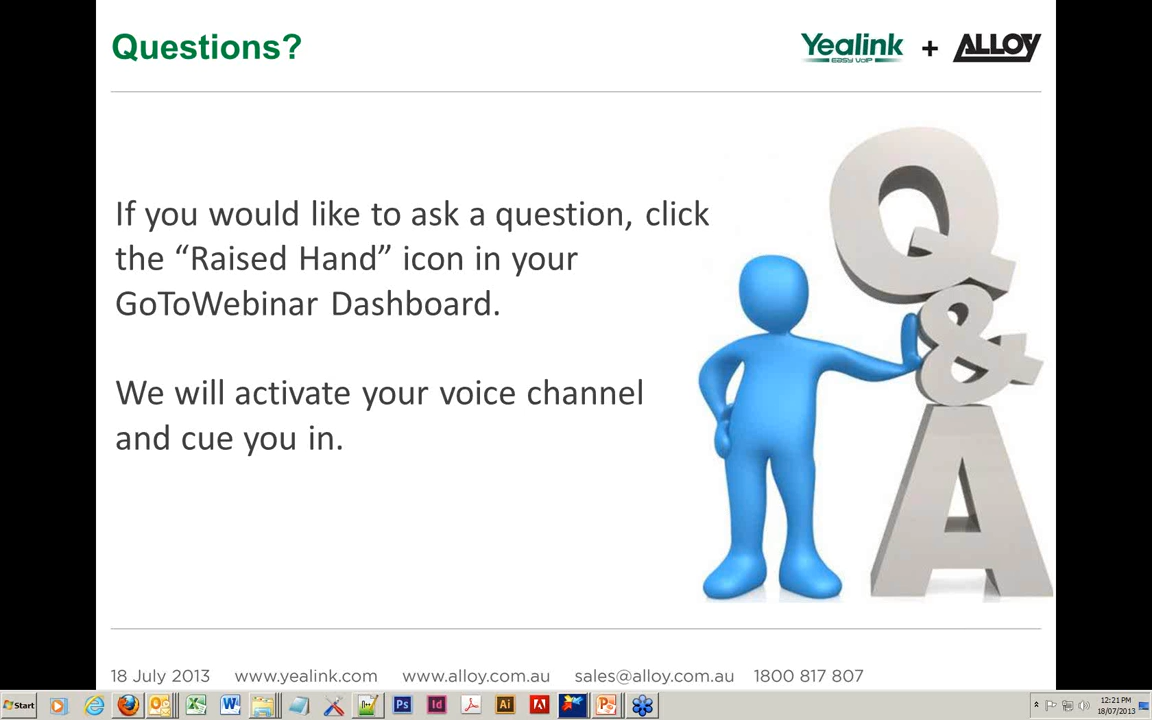 Questions?
Yealink + ALLOY
EASY VOIP
If you would like to ask a question, click
the “Raised Hand” icon in your
GoToWebinar Dashboard.
We will activate your voice channel
and cue you in.
Q
&
A
18 July 2013 www.yealink.com www.alloy.com.au sales@alloy.com.au 1800 817 807
Start
12:21 PM
18/07/2013